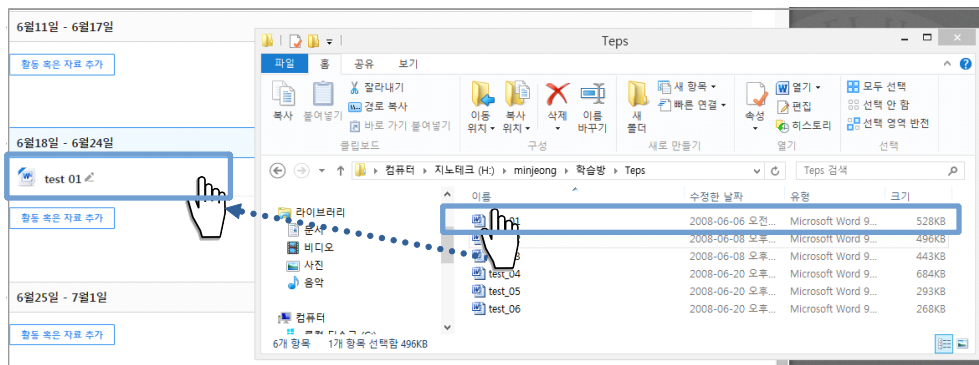 6월11일 - 6월17일
활동 혹은 자료 추가
6월18일 - 6월24일
test 01
활동 혹은 자료 추가
6월25일 - 7월1일
활동 혹은 자료 추가
Teps
파일 홈 공유 보기
복사 붙여넣기 잘라내기 경로 복사 바로 가기 붙여넣기
클립보드
이동 위치 복사 위치 삭제 이름 바꾸기
구성
새 폴더 새 항목 빠른 연결
새로 만들기
속성 열기 편집 히스토리
열기
모두 선택 선택 안 함 선택 영역 반전
선택
컴퓨터 지노테크 (H:) minjeong 학습방 Teps
Teps 검색
라이브러리
문서
비디오
사진
음악
컴퓨터
이름 수정한 날짜 유형 크기
01 2008-06-06 오전... Microsoft Word 9... 528KB
2008-06-08 오후... Microsoft Word 9... 496KB
2008-06-08 오후... Microsoft Word 9... 443KB
test_04 2008-06-20 오후... Microsoft Word 9... 684KB
test_05 2008-06-20 오후... Microsoft Word 9... 293KB
test_06 2008-06-20 오후... Microsoft Word 9... 268KB
6개 항목 1개 항목 선택함 496KB